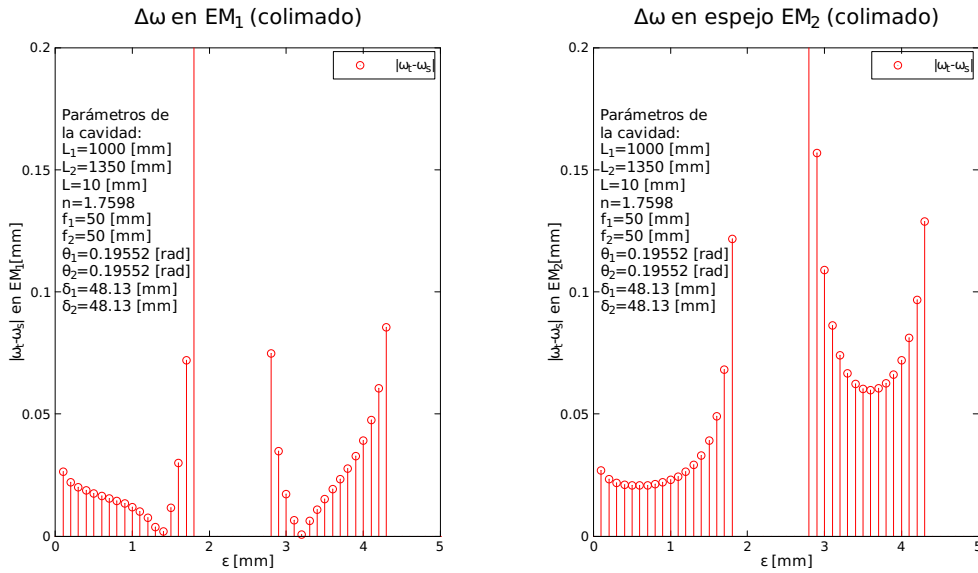 Δω en EM₁ (colimado)
0.2
0.15
0.1
0.05
0
0 1 2 3 4 5
|ωₜ-ωₛ| en EM₁[mm]
ε [mm]
|ωₜ-ωₛ|
Parámetros de
la cavidad:
L₁=1000 [mm]
L₂=1350 [mm]
L=10 [mm]
n=1.7598
f₁=50 [mm]
f₂=50 [mm]
θ₁=0.19552 [rad]
θ₂=0.19552 [rad]
δ₁=48.13 [mm]
δ₂=48.13 [mm]
Δω en espejo EM₂ (colimado)
0.2
0.15
0.1
0.05
0
0 1 2 3 4 5
|ωₜ-ωₛ| en EM₂[mm]
ε [mm]
|ωₜ-ωₛ|
Parámetros de
la cavidad:
L₁=1000 [mm]
L₂=1350 [mm]
L=10 [mm]
n=1.7598
f₁=50 [mm]
f₂=50 [mm]
θ₁=0.19552 [rad]
θ₂=0.19552 [rad]
δ₁=48.13 [mm]
δ₂=48.13 [mm]